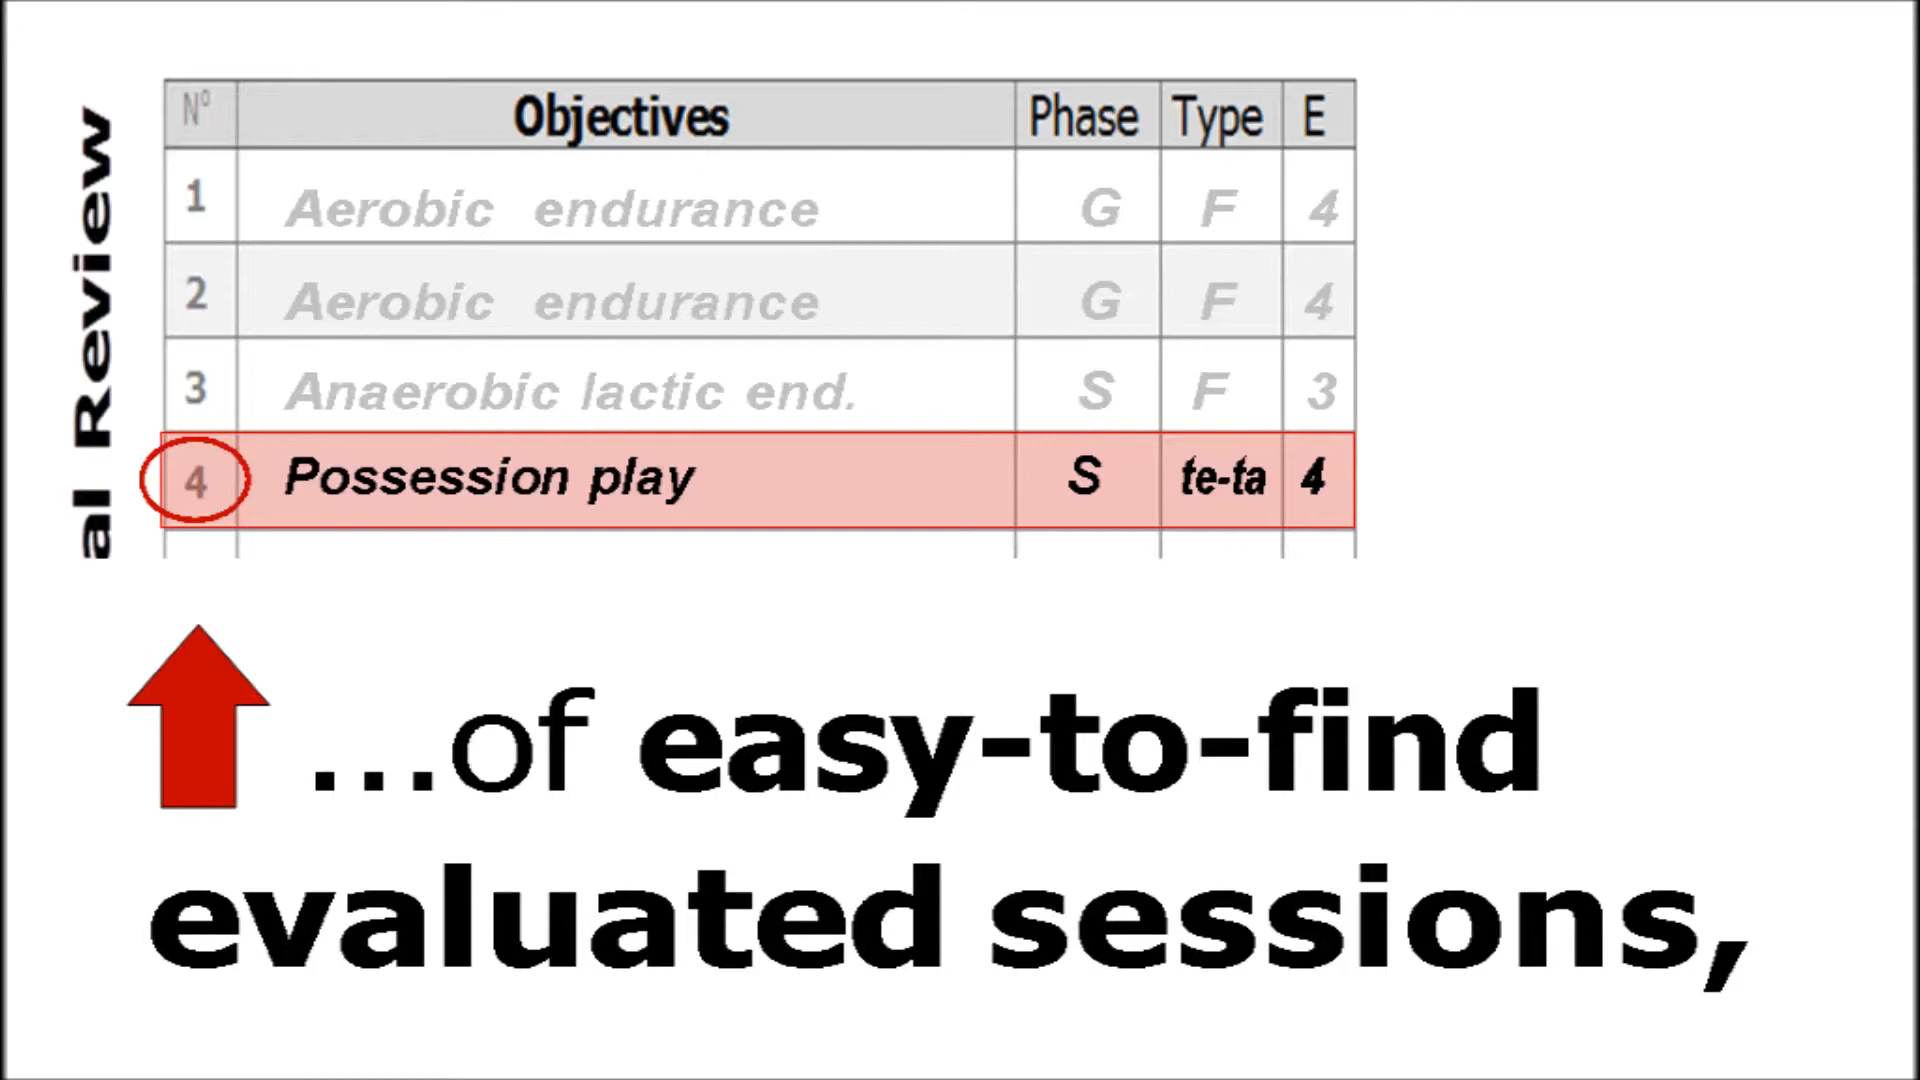 al Review
Nº Objectives Phase Type E
1 Aerobic endurance G F 4
2 Aerobic endurance G F 4
3 Anaerobic lactic end. S F 3
4 Possession play S te-ta 4
...of easy-to-find
evaluated sessions,